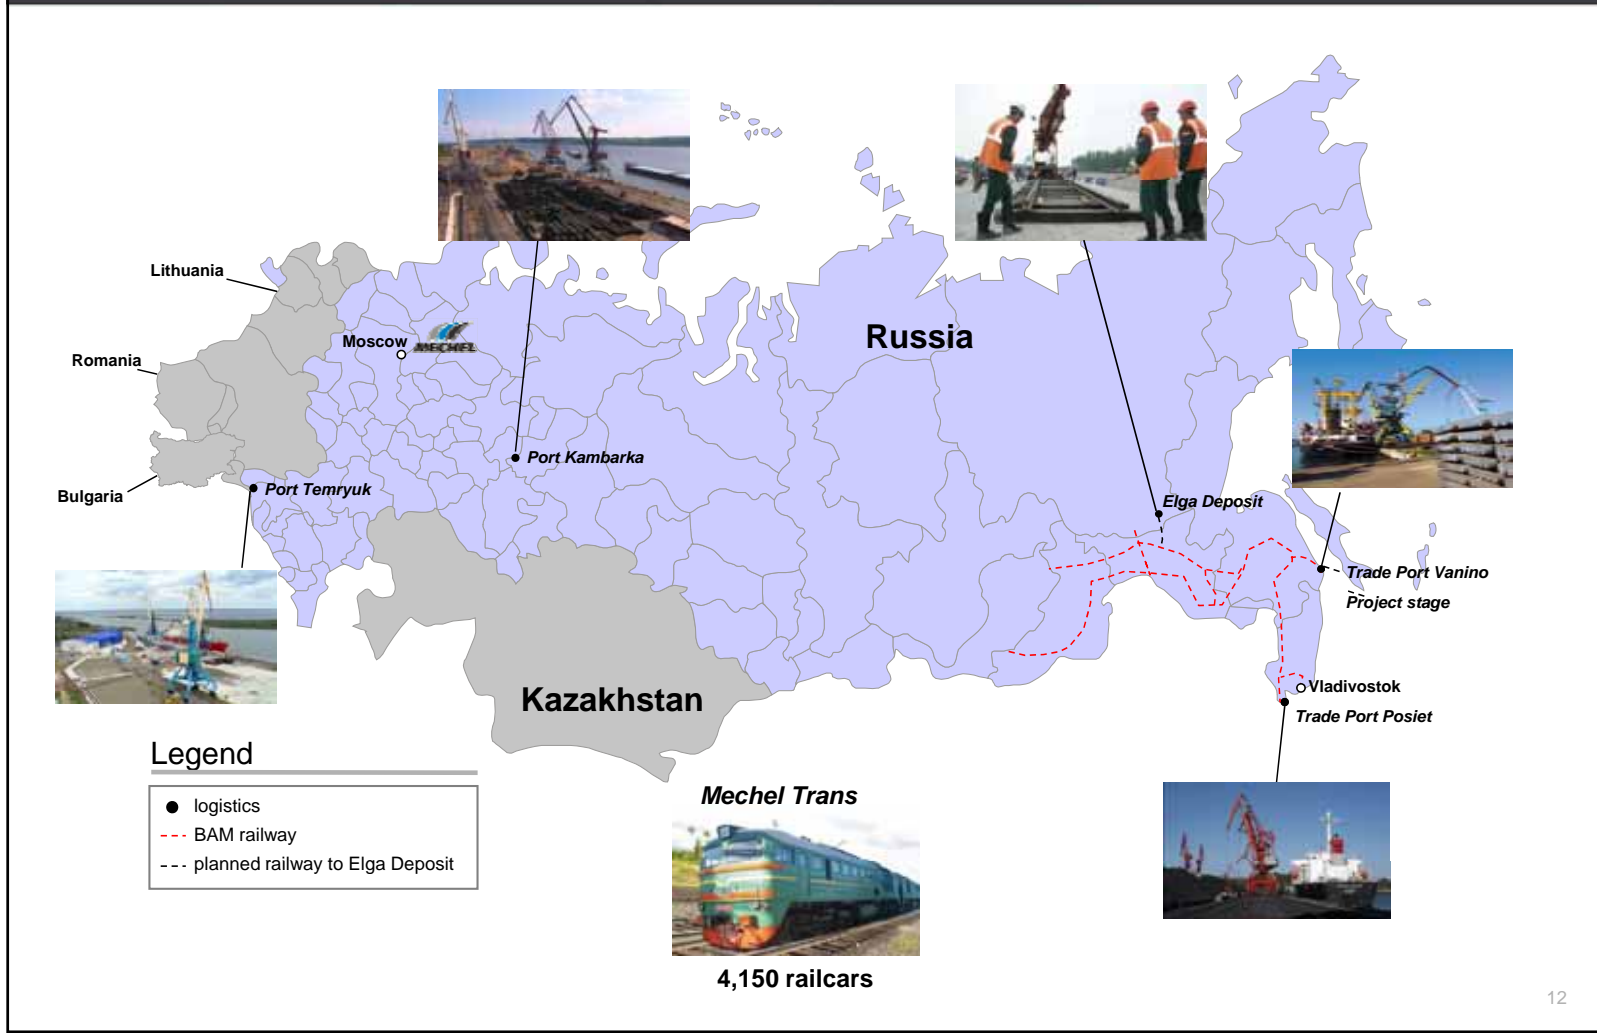 Lithuania
Russia
Moscow
MECHEL
Romania
Port Kambarka
Bulgaria
Port Temryuk
Elga Deposit
Trade Port Vanino
Project stage
Kazakhstan
Vladivostok
Trade Port Posiet
Legend
logistics
BAM railway
planned railway to Elga Deposit
Mechel Trans
4,150 railcars
12